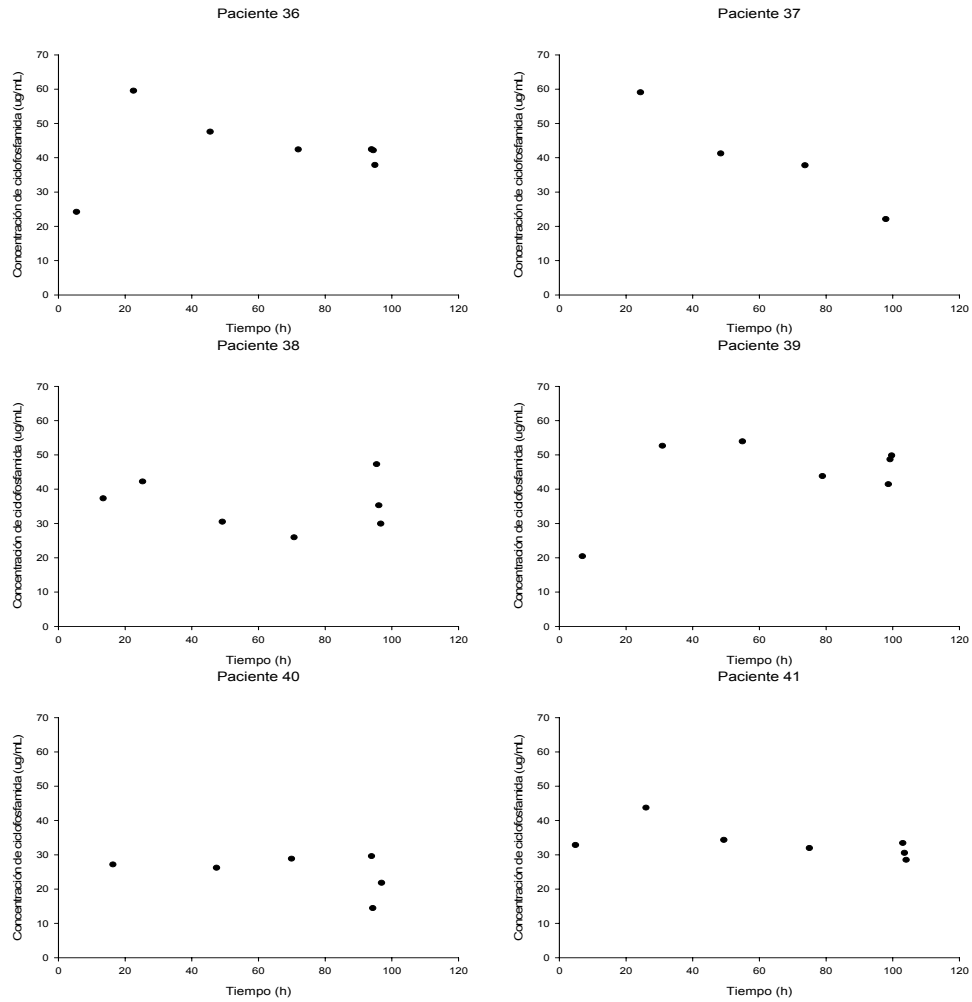 Paciente 36
Concentración de ciclofosfamida (ug/mL)
70
60
50
40
30
20
10
0
0 20 40 60 80 100 120
Tiempo (h)
Paciente 37
Concentración de ciclofosfamida (ug/mL)
70
60
50
40
30
20
10
0
0 20 40 60 80 100 120
Tiempo (h)
Paciente 38
Concentración de ciclofosfamida (ug/mL)
70
60
50
40
30
20
10
0
0 20 40 60 80 100 120
Tiempo (h)
Paciente 39
Concentración de ciclofosfamida (ug/mL)
70
60
50
40
30
20
10
0
0 20 40 60 80 100 120
Tiempo (h)
Paciente 40
Concentración de ciclofosfamida (ug/mL)
70
60
50
40
30
20
10
0
0 20 40 60 80 100 120
Tiempo (h)
Paciente 41
Concentración de ciclofosfamida (ug/mL)
70
60
50
40
30
20
10
0
0 20 40 60 80 100 120
Tiempo (h)